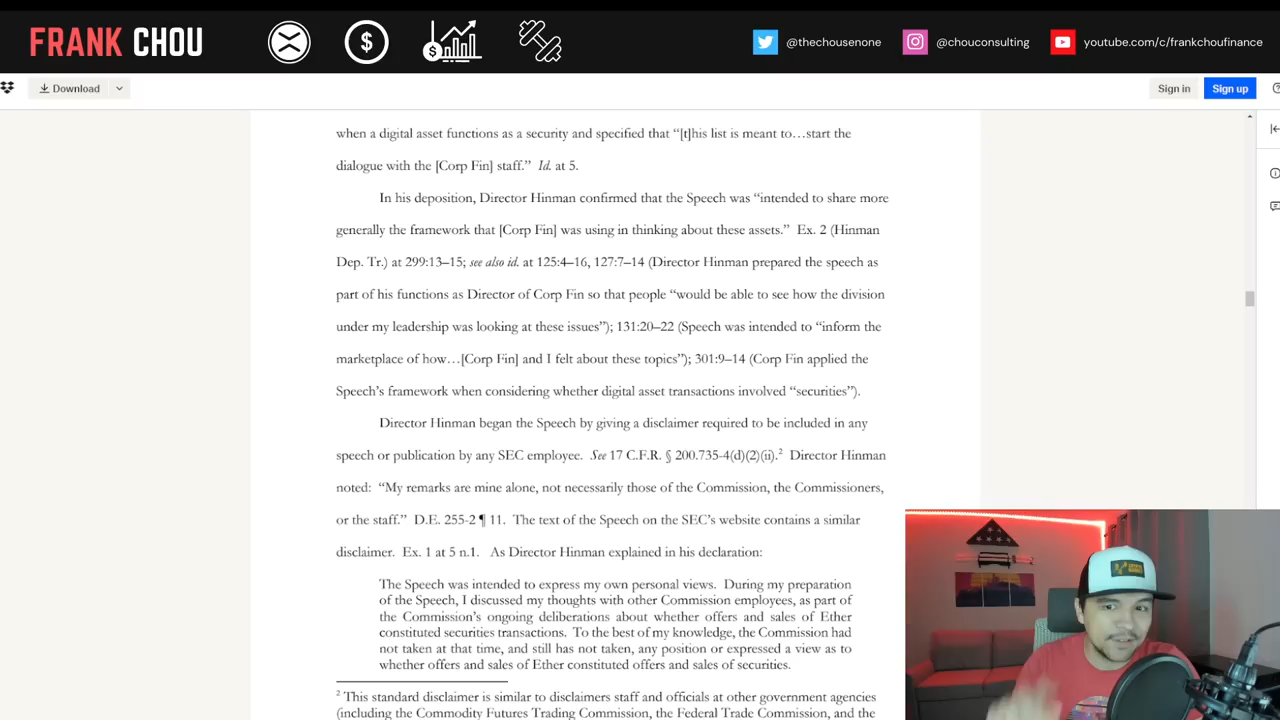 FRANK CHOU
@thechousenone
@chouconsulting
youtube.com/c/frankchoufinance
Download
Sign in
Sign up
when a digital asset functions as a security and specified that “[t]his list is meant to…start the
dialogue with the [Corp Fin] staff.” Id. at 5.
In his deposition, Director Hinman confirmed that the Speech was “intended to share more
generally the framework that [Corp Fin] was using in thinking about these assets.” Ex. 2 (Hinman
Dep. Tr.) at 299:13–15; see also id. at 125:4–16, 127:7–14 (Director Hinman prepared the speech as
part of his functions as Director of Corp Fin so that people “would be able to see how the division
under my leadership was looking at these issues”); 131:20–22 (Speech was intended to “inform the
marketplace of how…[Corp Fin] and I felt about these topics”); 301:9–14 (Corp Fin applied the
Speech’s framework when considering whether digital asset transactions involved “securities”).
Director Hinman began the Speech by giving a disclaimer required to be included in any
speech or publication by any SEC employee. See 17 C.F.R. § 200.735-4(d)(2)(ii).² Director Hinman
noted: “My remarks are mine alone, not necessarily those of the Commission, the Commissioners,
or the staff.” D.E. 255-2 ¶ 11. The text of the Speech on the SEC’s website contains a similar
disclaimer. Ex. 1 at 5 n.1. As Director Hinman explained in his declaration:
The Speech was intended to express my own personal views. During my preparation
of the Speech, I discussed my thoughts with other Commission employees, as part of
the Commission’s ongoing deliberations about whether offers and sales of Ether
constituted securities transactions. To the best of my knowledge, the Commission had
not taken at that time, and still has not taken, any position or expressed a view as to
whether offers and sales of Ether constituted offers and sales of securities.
² This standard disclaimer is similar to disclaimers staff and officials at other government agencies
(including the Commodity Futures Trading Commission, the Federal Trade Commission, and the